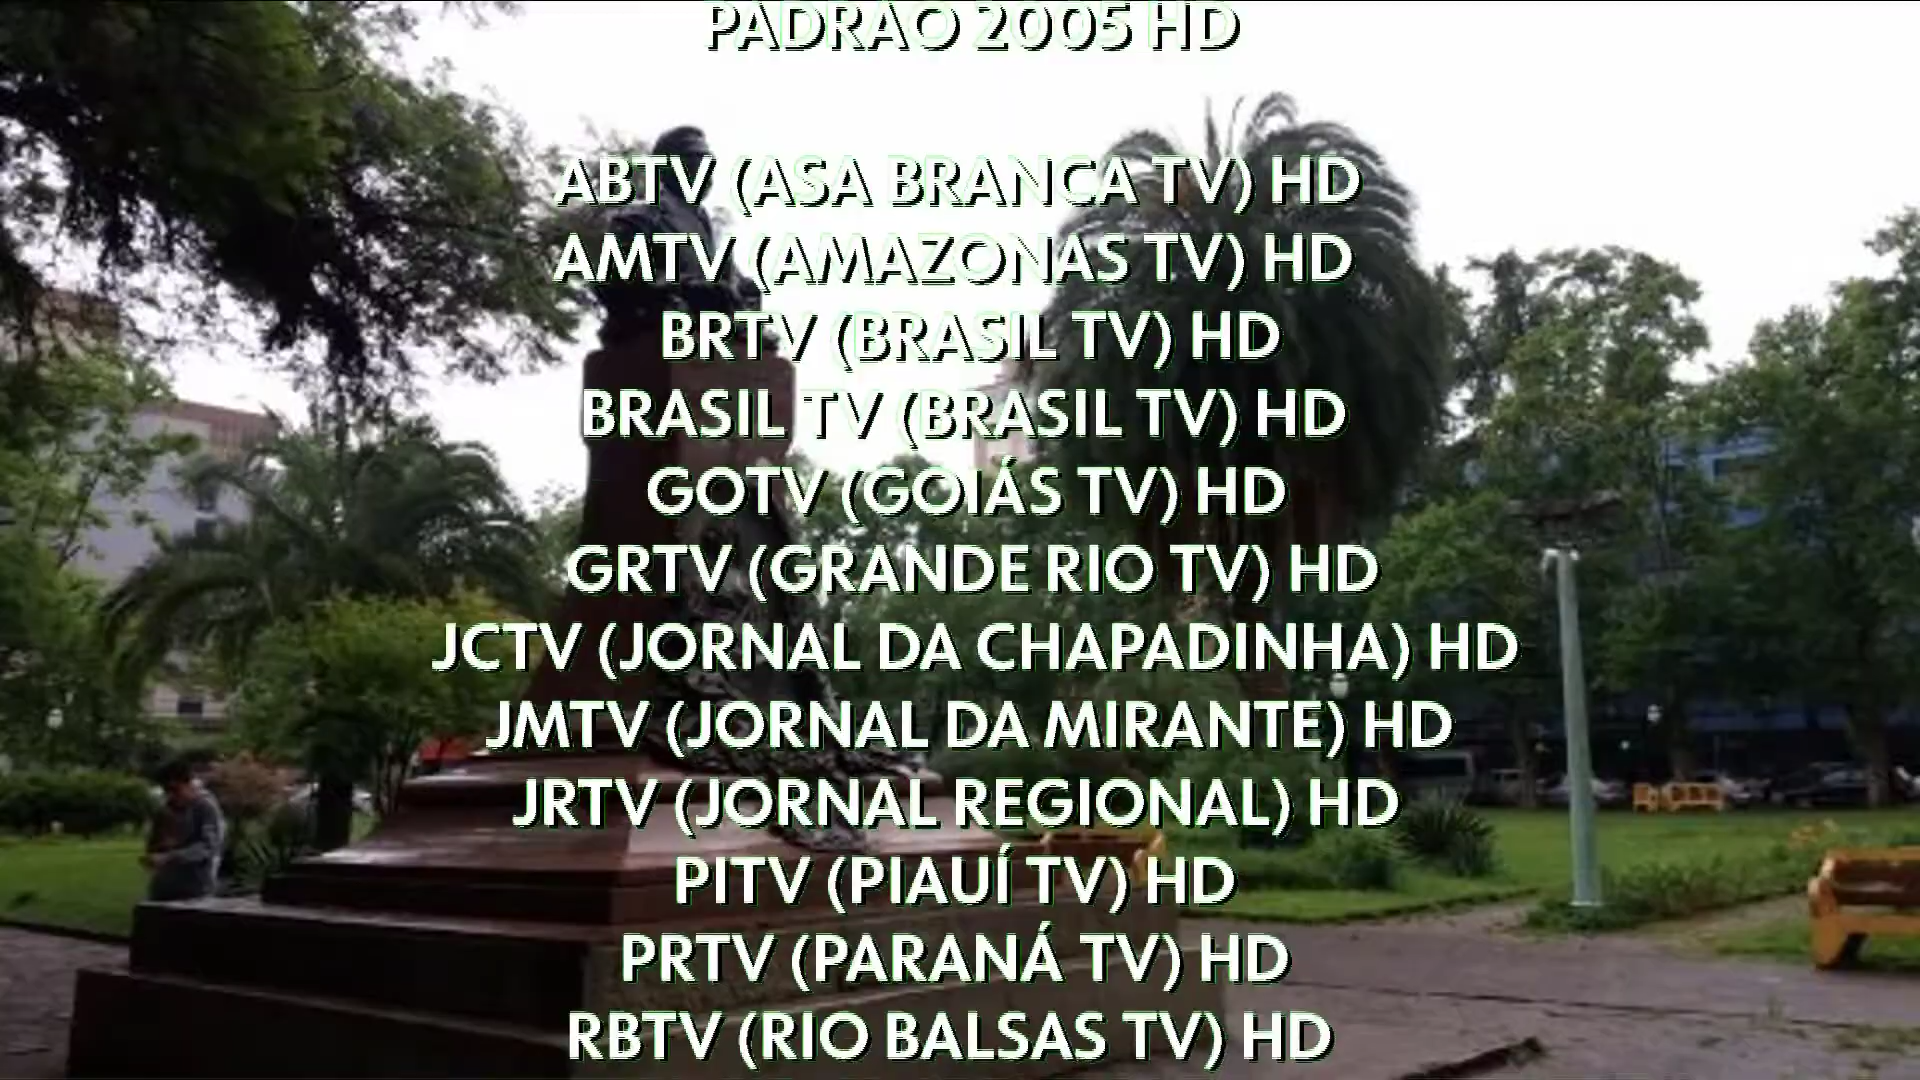 PADRÃO 2005 HD
ABTV (ASA BRANCA TV) HD
AMTV (AMAZONAS TV) HD
BRTV (BRASIL TV) HD
BRASIL TV (BRASIL TV) HD
GOTV (GOIÁS TV) HD
GRTV (GRANDE RIO TV) HD
JCTV (JORNAL DA CHAPADINHA) HD
JMTV (JORNAL DA MIRANTE) HD
JRTV (JORNAL REGIONAL) HD
PITV (PIAUÍ TV) HD
PRTV (PARANÁ TV) HD
RBTV (RIO BALSAS TV) HD